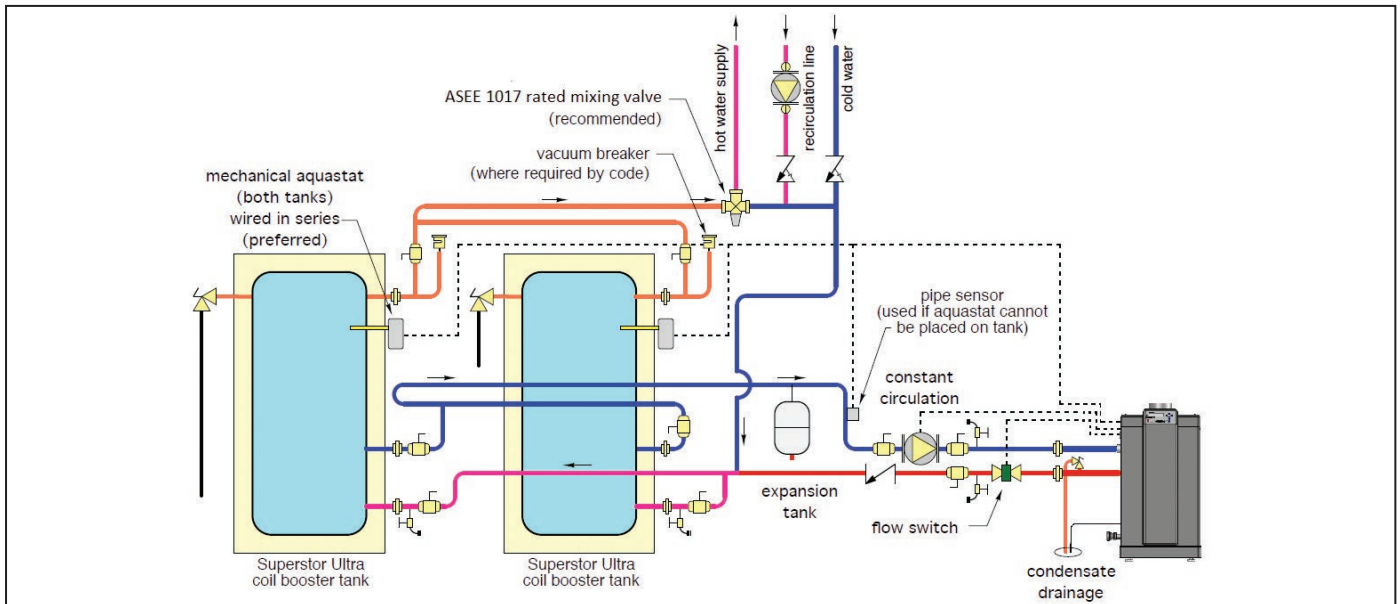 hot water supply
recirculation line
cold water
ASEE 1017 rated mixing valve
(recommended)
vacuum breaker
(where required by code)
mechanical aquastat
(both tanks)
wired in series
(preferred)
pipe sensor
(used if aquastat cannot
be placed on tank)
constant
circulation
expansion
tank
flow switch
condensate
drainage
Superstor Ultra
coil booster tank
Superstor Ultra
coil booster tank